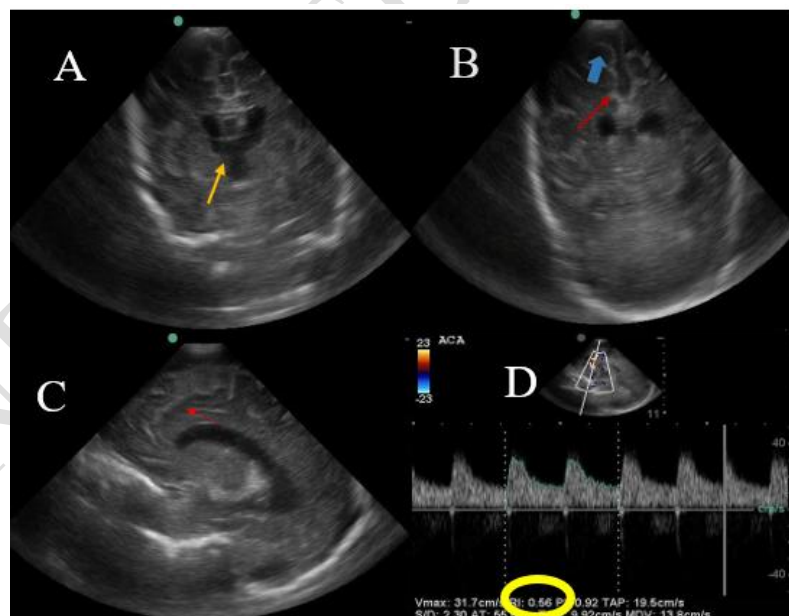 A
B
C
D
23 ACA
-23
11
40
cm/s
-40
Vmax: 31.7cm/s RI: 0.56 PI: 0.92 TAP: 19.5cm/s
S/D: 2.30 AT: 9.92cm/s MDV: 13.8cm/s